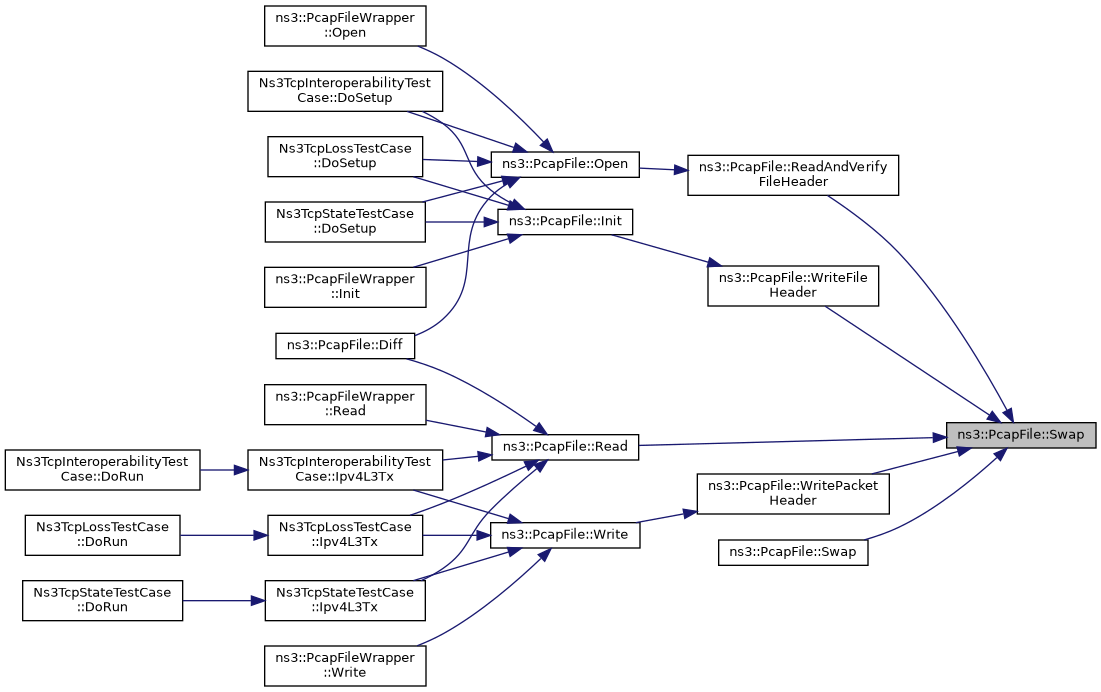 ns3::PcapFileWrapper
::Open
Ns3TcpInteroperabilityTest
Case::DoSetup
Ns3TcpLossTestCase
::DoSetup
ns3::PcapFile::Open
ns3::PcapFile::ReadAndVerify
FileHeader
Ns3TcpStateTestCase
::DoSetup
ns3::PcapFile::Init
ns3::PcapFileWrapper
::Init
ns3::PcapFile::WriteFile
Header
ns3::PcapFile::Diff
ns3::PcapFileWrapper
::Read
ns3::PcapFile::Read
ns3::PcapFile::Swap
Ns3TcpInteroperabilityTest
Case::DoRun
Ns3TcpInteroperabilityTest
Case::Ipv4L3Tx
ns3::PcapFile::WritePacket
Header
Ns3TcpLossTestCase
::DoRun
Ns3TcpLossTestCase
::Ipv4L3Tx
ns3::PcapFile::Write
ns3::PcapFile::Swap
Ns3TcpStateTestCase
::DoRun
Ns3TcpStateTestCase
::Ipv4L3Tx
ns3::PcapFileWrapper
::Write